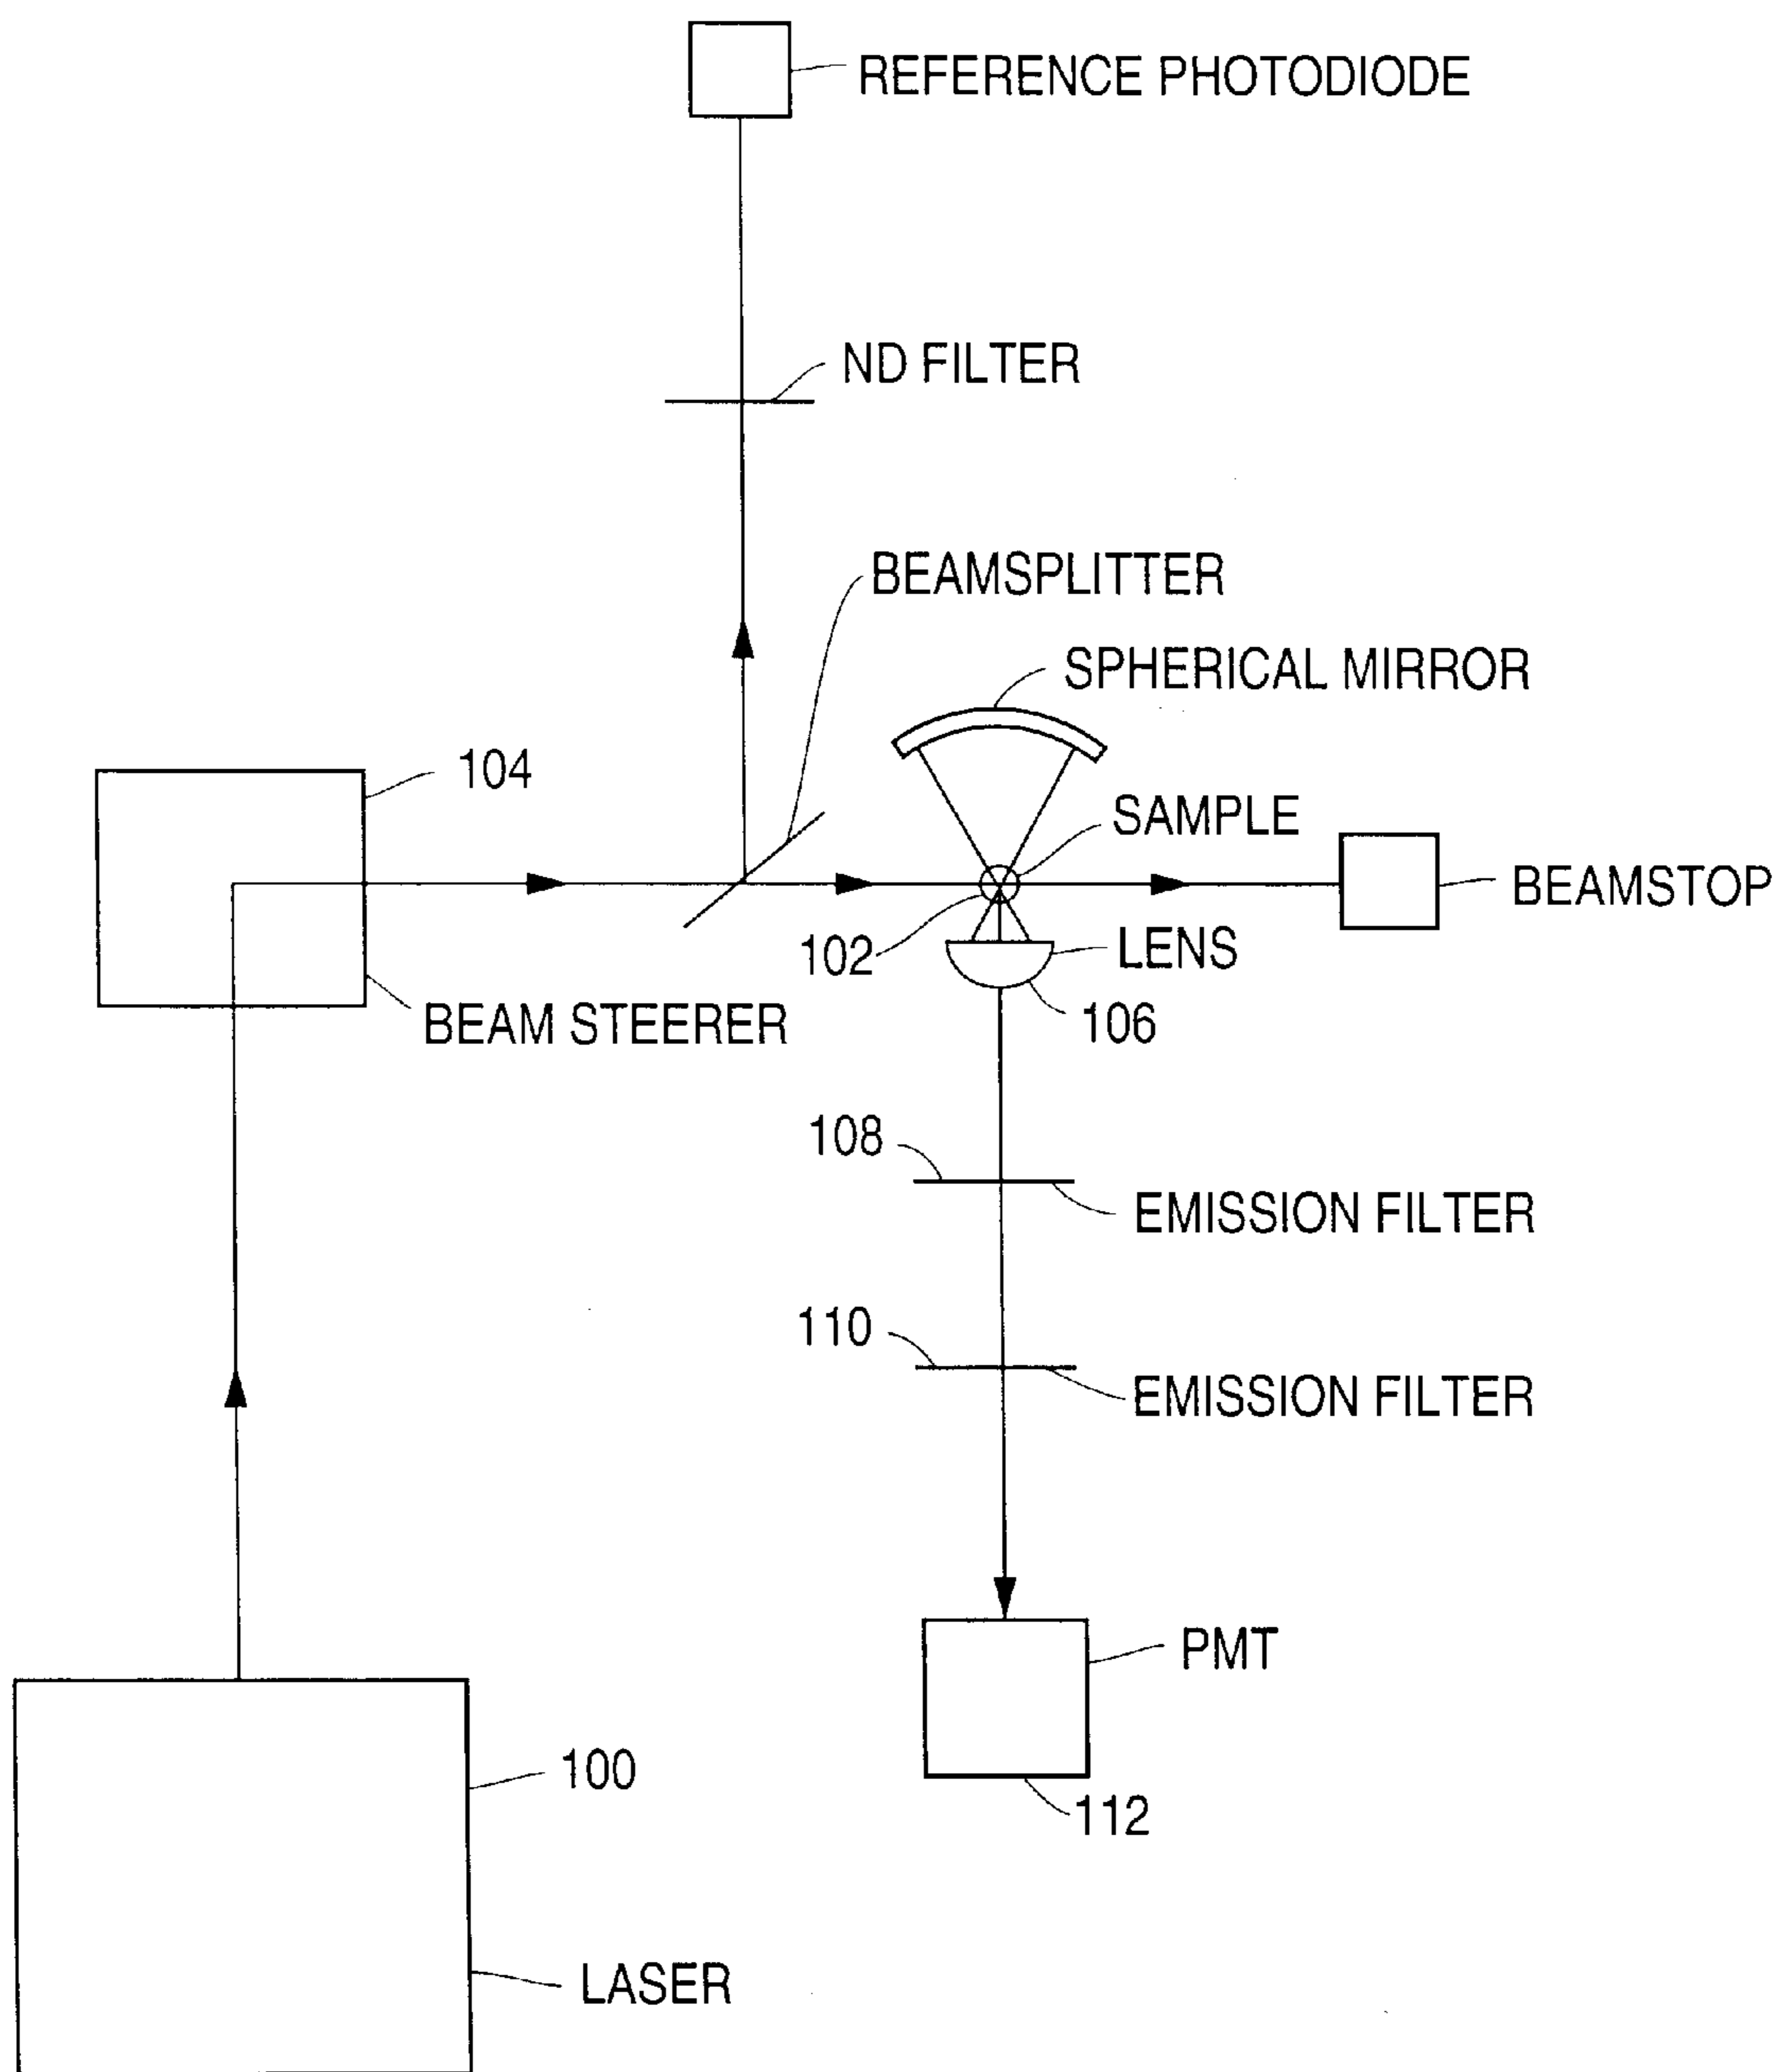 REFERENCE PHOTODIODE
ND FILTER
BEAMSPLITTER
SPHERICAL MIRROR
104
SAMPLE
BEAMSTOP
102
LENS
BEAM STEERER
106
108
EMISSION FILTER
110
EMISSION FILTER
PMT
100
112
LASER